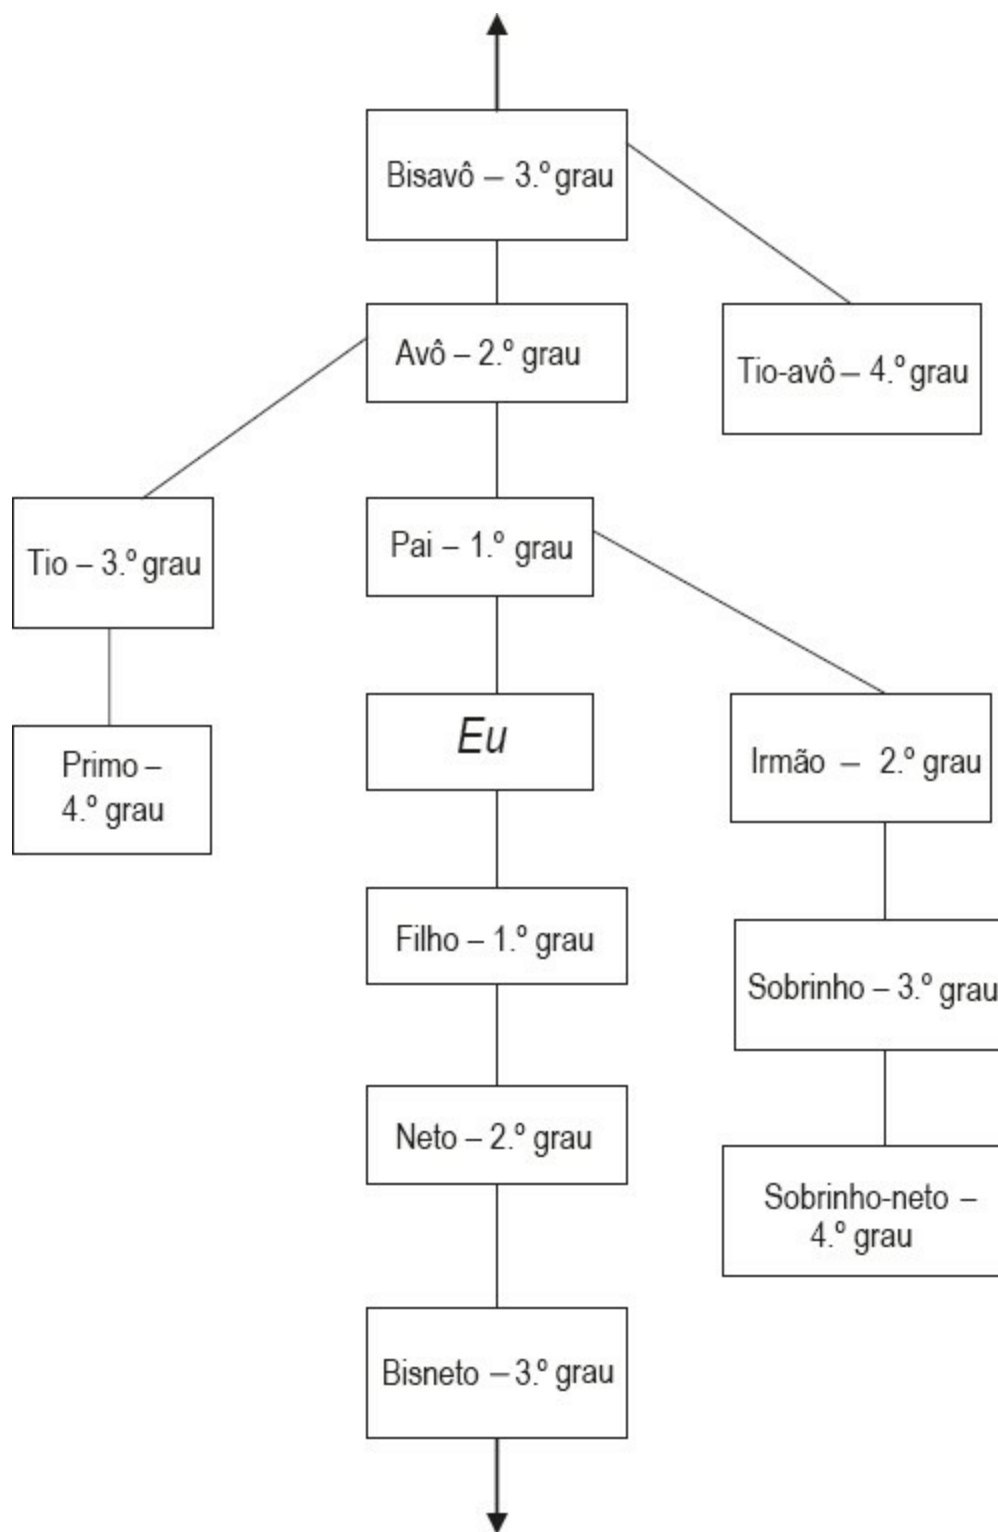 Bisavô – 3.º grau
Avô – 2.º grau
Tio-avô – 4.º grau
Tio – 3.º grau
Pai – 1.º grau
Eu
Irmão – 2.º grau
Primo –
4.º grau
Filho – 1.º grau
Sobrinho – 3.º grau
Neto – 2.º grau
Sobrinho-neto –
4.º grau
Bisneto – 3.º grau